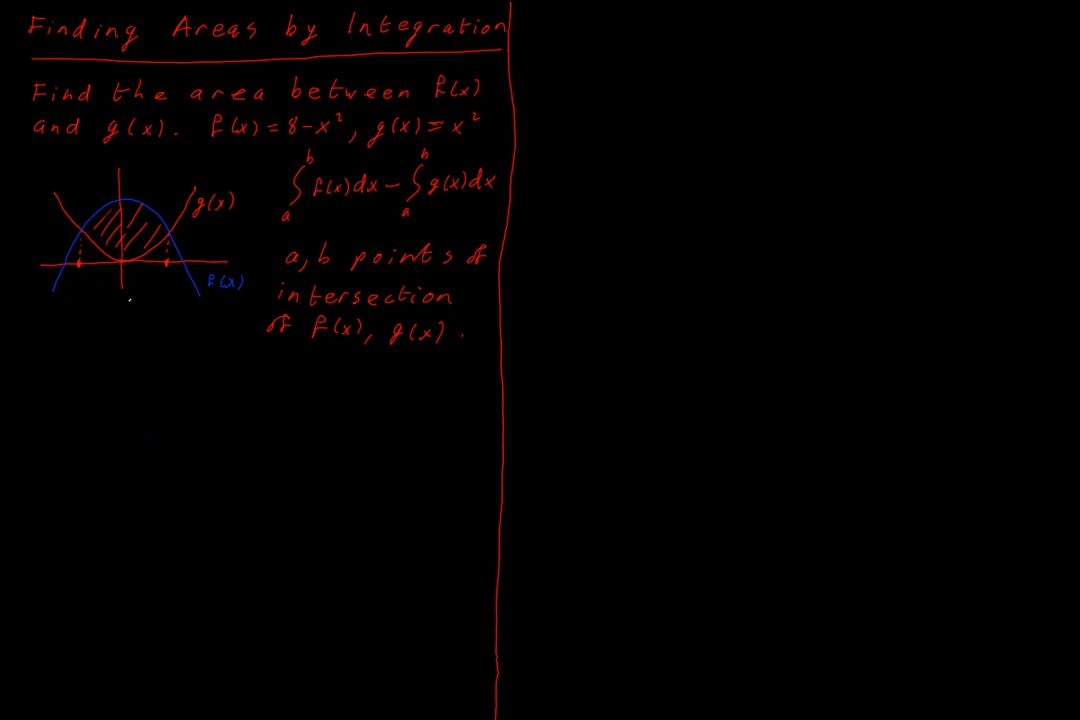 Finding Areas by Integration
Find the area between f(x)
and g(x). f(x) = 8-x², g(x) = x²
∫ₐᵇ f(x)dx - ∫ₐᵇ g(x)dx
g(x)
f(x)
a, b points of
intersection
of f(x), g(x).